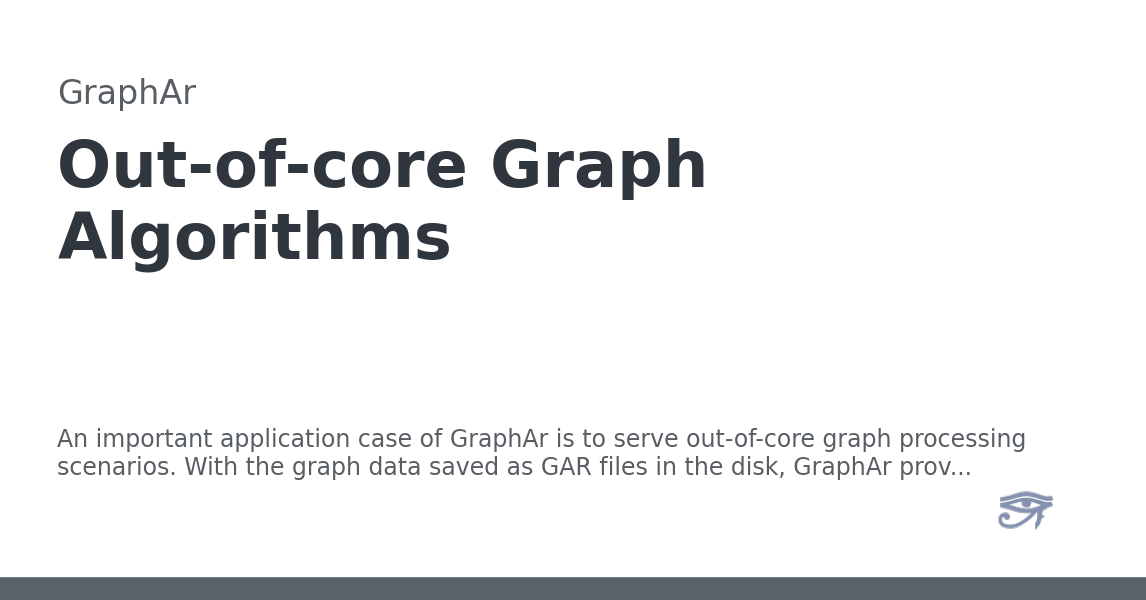 GraphAr
Out-of-core Graph
Algorithms
An important application case of GraphAr is to serve out-of-core graph processing
scenarios. With the graph data saved as GAR files in the disk, GraphAr prov...